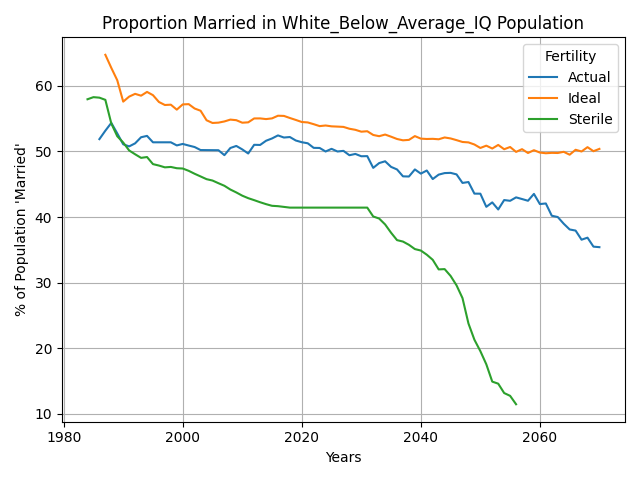 Proportion Married in White_Below_Average_IQ Population
Fertility
Actual
Ideal
Sterile
% of Population 'Married'
60
50
40
30
20
10
1980
2000
2020
2040
2060
Years